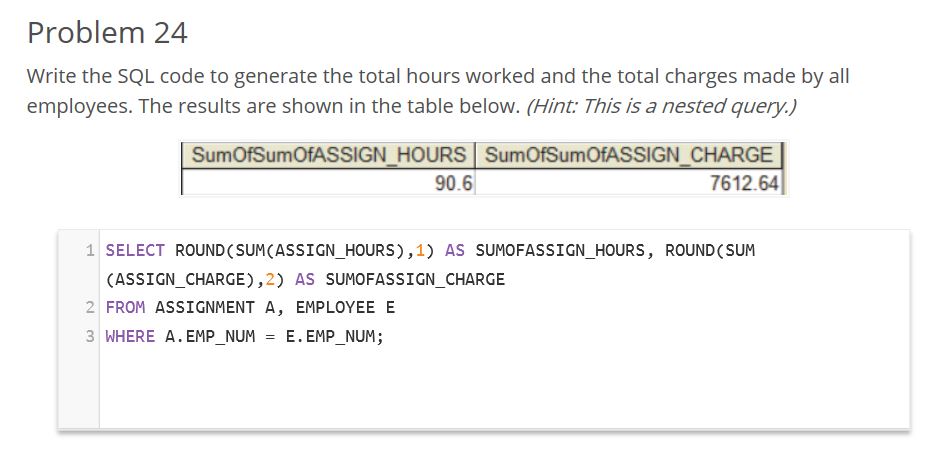 Problem 24
Write the SQL code to generate the total hours worked and the total charges made by all
employees. The results are shown in the table below. (Hint: This is a nested query.)
SumOfSumOfASSIGN_HOURS SumOfSumOfASSIGN_CHARGE
90.6 7612.64
1 SELECT ROUND(SUM(ASSIGN_HOURS),1) AS SUMOFASSIGN_HOURS, ROUND(SUM
(ASSIGN_CHARGE),2) AS SUMOFASSIGN_CHARGE
2 FROM ASSIGNMENT A, EMPLOYEE E
3 WHERE A.EMP_NUM = E.EMP_NUM;